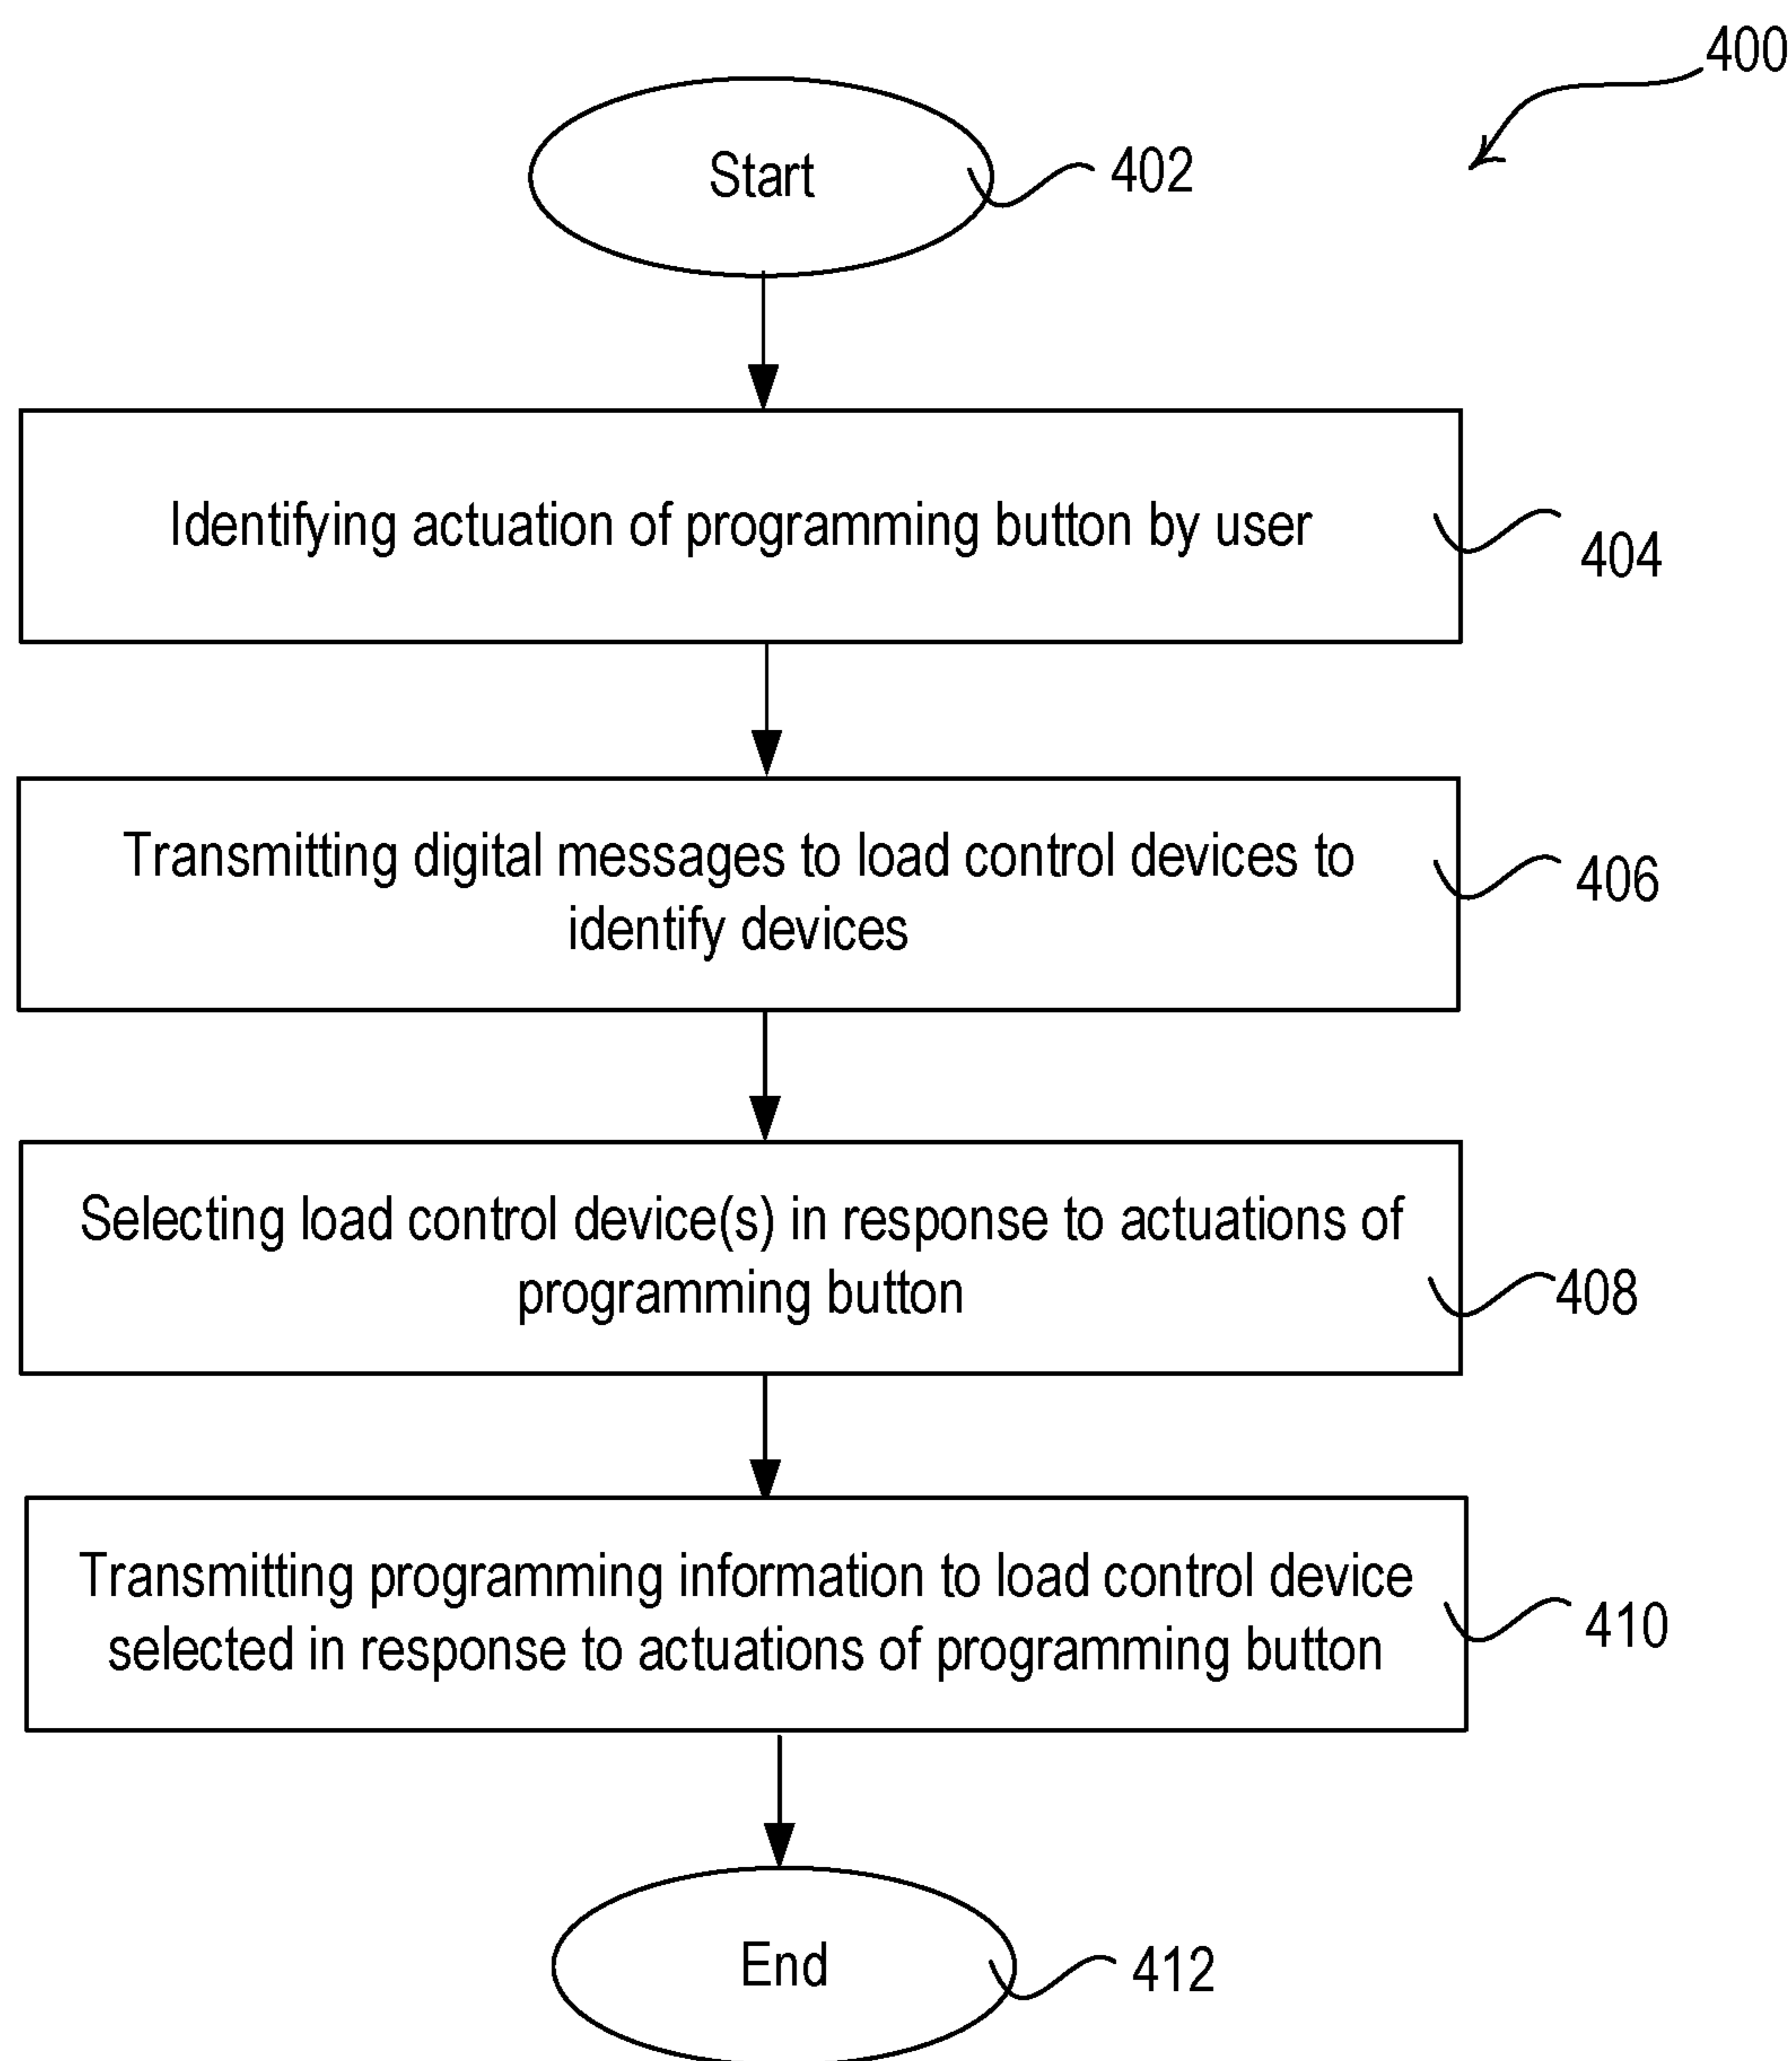 400
Start
402
Identifying actuation of programming button by user
404
Transmitting digital messages to load control devices to
identify devices
406
Selecting load control device(s) in response to actuations of
programming button
408
Transmitting programming information to load control device
selected in response to actuations of programming button
410
End
412